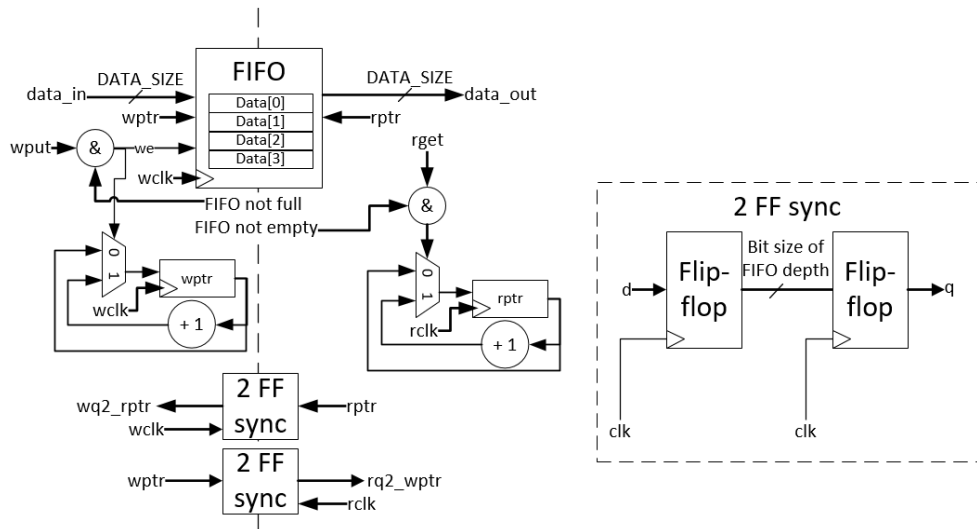 FIFO
DATA_SIZE
data_in
wptr
wput
&
we
wclk
Data[0]
Data[1]
Data[2]
Data[3]
DATA_SIZE
data_out
rptr
rget
&
FIFO not full
FIFO not empty
0
1
wptr
wclk
+ 1
0
1
rptr
rclk
+ 1
wq2_rptr
wclk
2 FF
sync
rptr
wptr
2 FF
sync
rq2_wptr
rclk
2 FF sync
d
Flip-
flop
Bit size of
FIFO depth
Flip-
flop
q
clk
clk